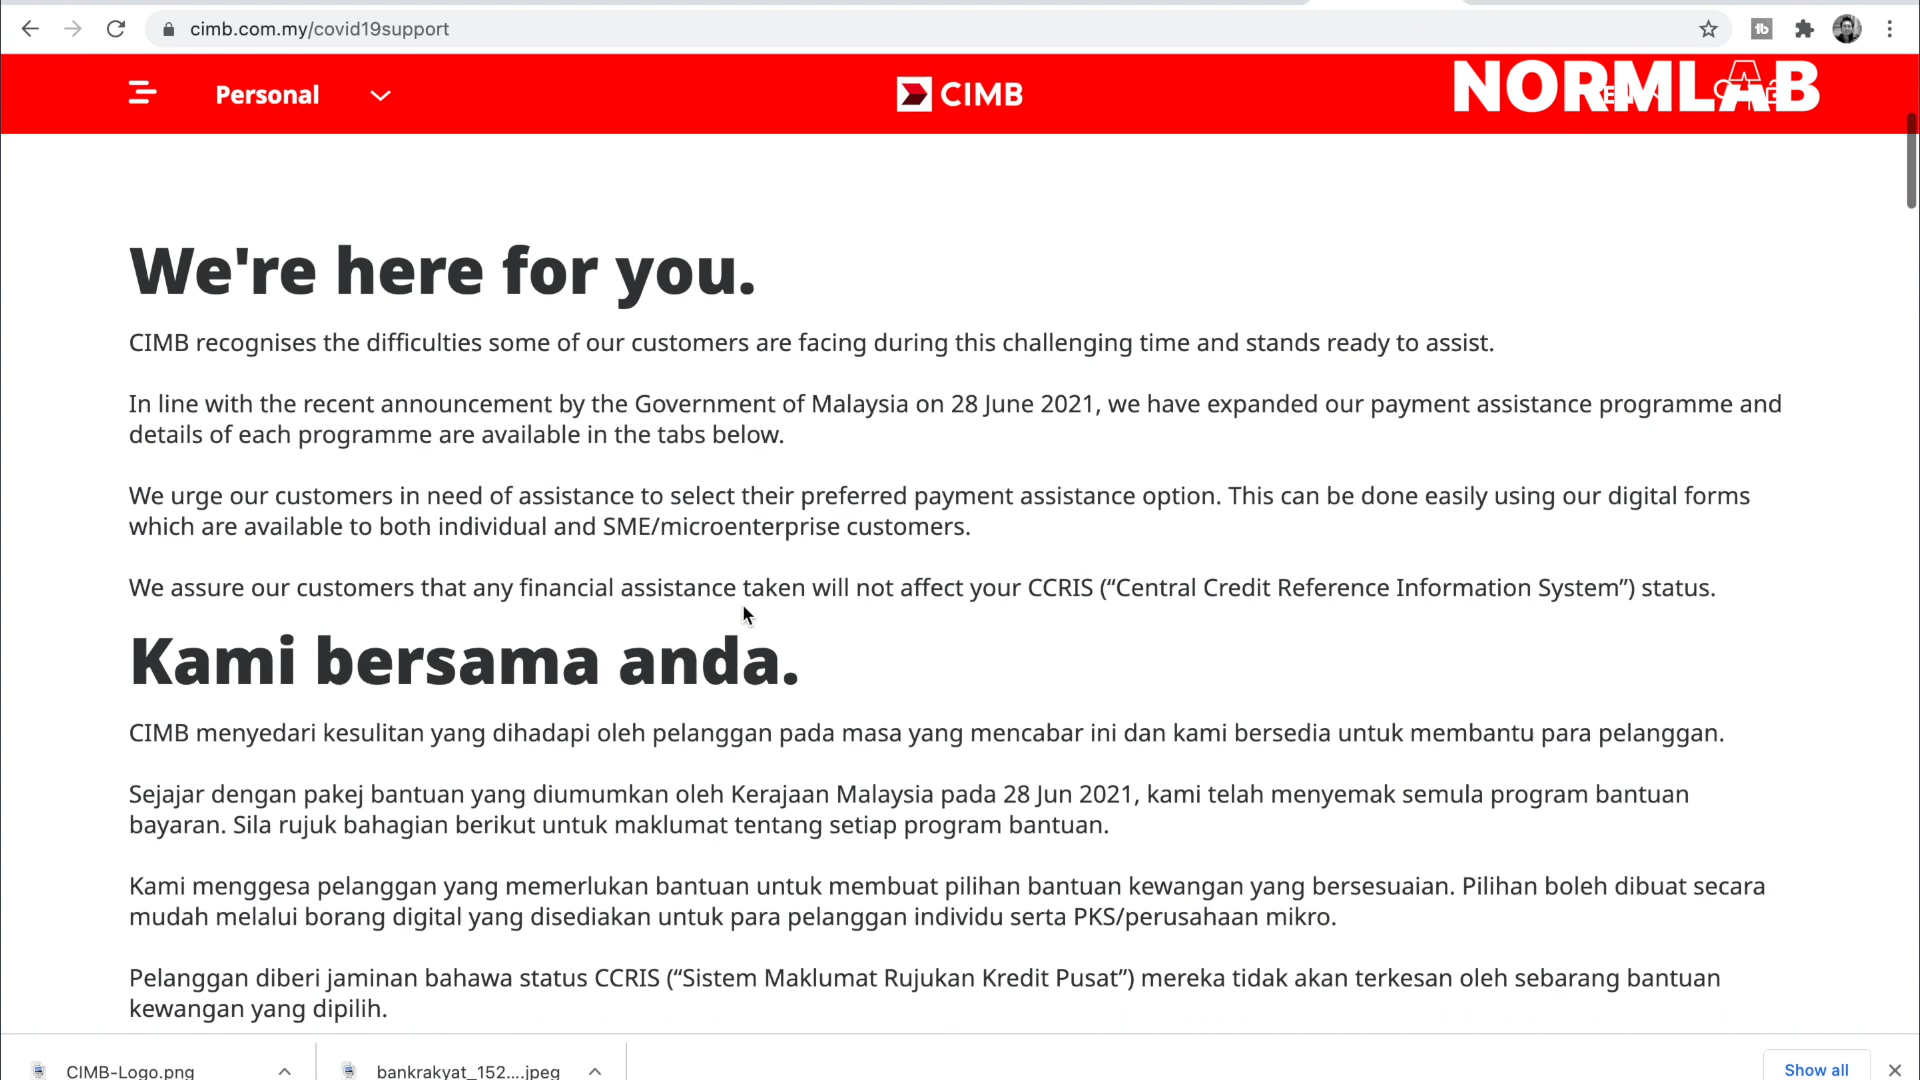 cimb.com.my/covid19support
Personal
CIMB
NORMLAB
We're here for you.
CIMB recognises the difficulties some of our customers are facing during this challenging time and stands ready to assist.
In line with the recent announcement by the Government of Malaysia on 28 June 2021, we have expanded our payment assistance programme and
details of each programme are available in the tabs below.
We urge our customers in need of assistance to select their preferred payment assistance option. This can be done easily using our digital forms
which are available to both individual and SME/microenterprise customers.
We assure our customers that any financial assistance taken will not affect your CCRIS (“Central Credit Reference Information System”) status.
Kami bersama anda.
CIMB menyedari kesulitan yang dihadapi oleh pelanggan pada masa yang mencabar ini dan kami bersedia untuk membantu para pelanggan.
Sejajar dengan pakej bantuan yang diumumkan oleh Kerajaan Malaysia pada 28 Jun 2021, kami telah menyemak semula program bantuan
bayaran. Sila rujuk bahagian berikut untuk maklumat tentang setiap program bantuan.
Kami menggesa pelanggan yang memerlukan bantuan untuk membuat pilihan bantuan kewangan yang bersesuaian. Pilihan boleh dibuat secara
mudah melalui borang digital yang disediakan untuk para pelanggan individu serta PKS/perusahaan mikro.
Pelanggan diberi jaminan bahawa status CCRIS (“Sistem Maklumat Rujukan Kredit Pusat”) mereka tidak akan terkesan oleh sebarang bantuan
kewangan yang dipilih.
CIMB-Logo.png
bankrakyat_152....jpeg
Show all